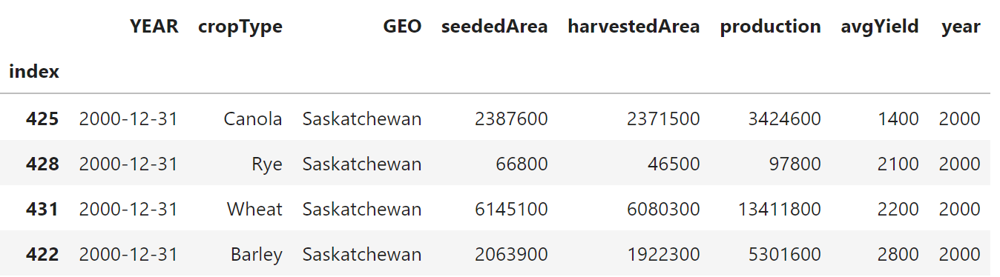 YEAR cropType GEO seededArea harvestedArea production avgYield year
index
425 2000-12-31 Canola Saskatchewan 2387600 2371500 3424600 1400 2000
428 2000-12-31 Rye Saskatchewan 66800 46500 97800 2100 2000
431 2000-12-31 Wheat Saskatchewan 6145100 6080300 13411800 2200 2000
422 2000-12-31 Barley Saskatchewan 2063900 1922300 5301600 2800 2000